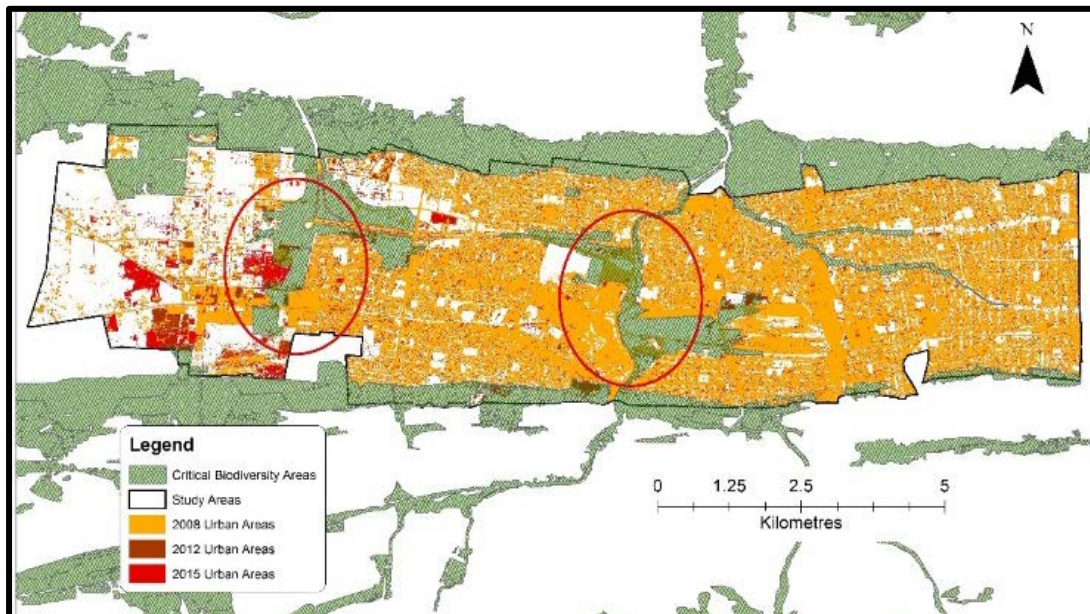 N
Legend
Critical Biodiversity Areas
Study Areas
2008 Urban Areas
2012 Urban Areas
2015 Urban Areas
0 1.25 2.5 5
Kilometres